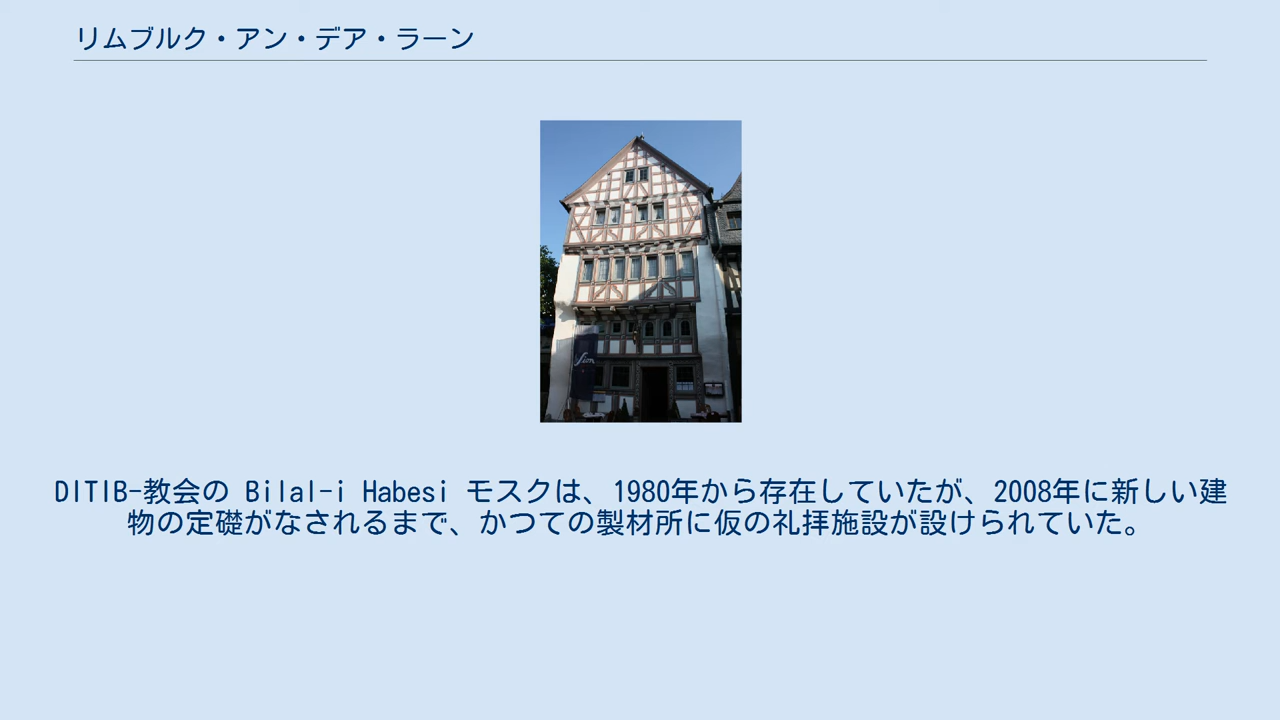 リムブルク・アン・デア・ラーン
Sion
DITIB-教会の Bilal-i Habesi モスクは、1980年から存在していたが、2008年に新しい建
物の定礎がなされるまで、かつての製材所に仮の礼拝施設が設けられていた。